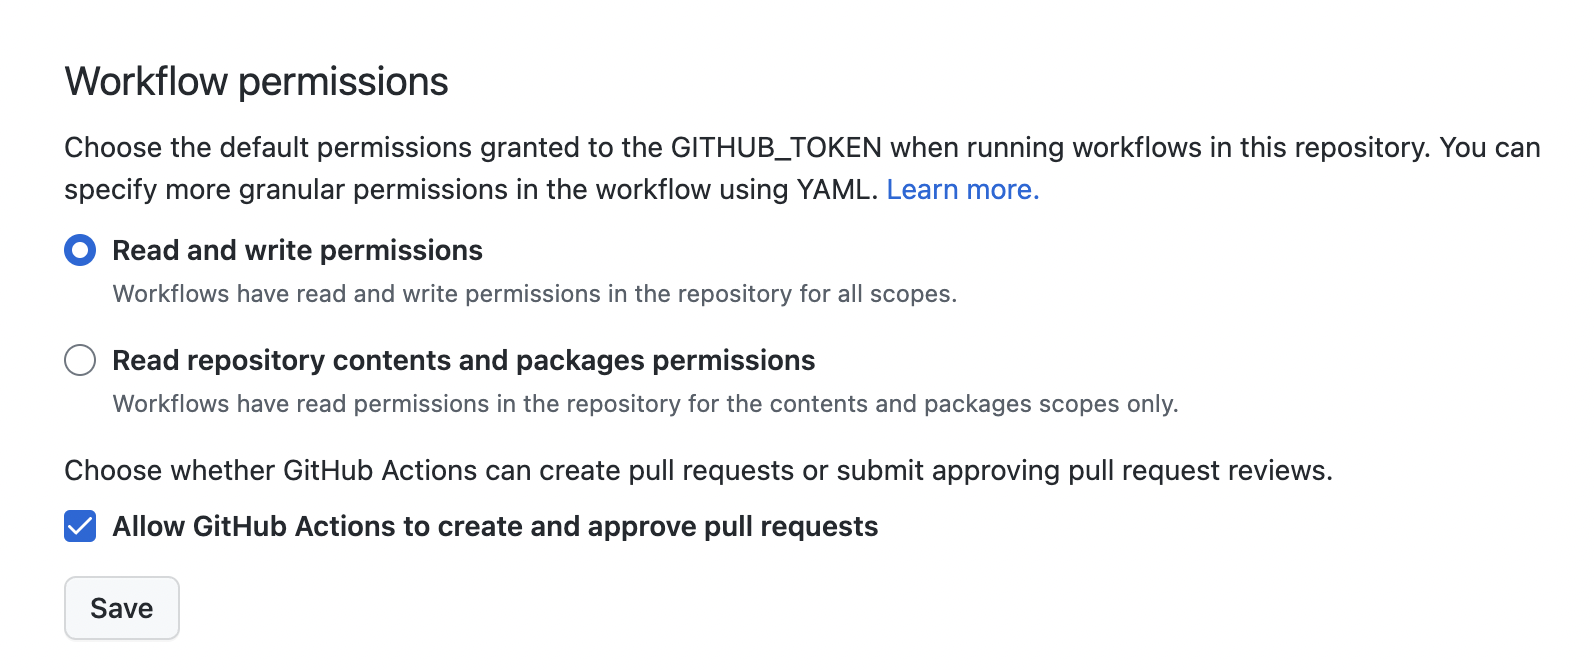 Workflow permissions
Choose the default permissions granted to the GITHUB_TOKEN when running workflows in this repository. You can
specify more granular permissions in the workflow using YAML. Learn more.
Read and write permissions
Workflows have read and write permissions in the repository for all scopes.
Read repository contents and packages permissions
Workflows have read permissions in the repository for the contents and packages scopes only.
Choose whether GitHub Actions can create pull requests or submit approving pull request reviews.
Allow GitHub Actions to create and approve pull requests
Save